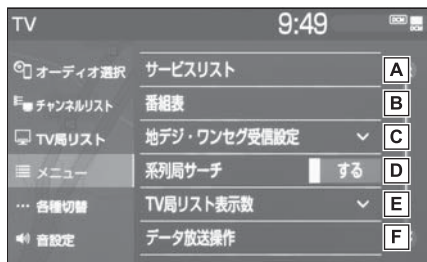 TV 9:49 DCM
オーディオ選択
チャンネルリスト
TV局リスト
メニュー
各種切替
音設定
サービスリスト A
番組表 B
地デジ・ワンセグ受信設定 C
系列局サーチ する D
TV局リスト表示数 E
データ放送操作 F